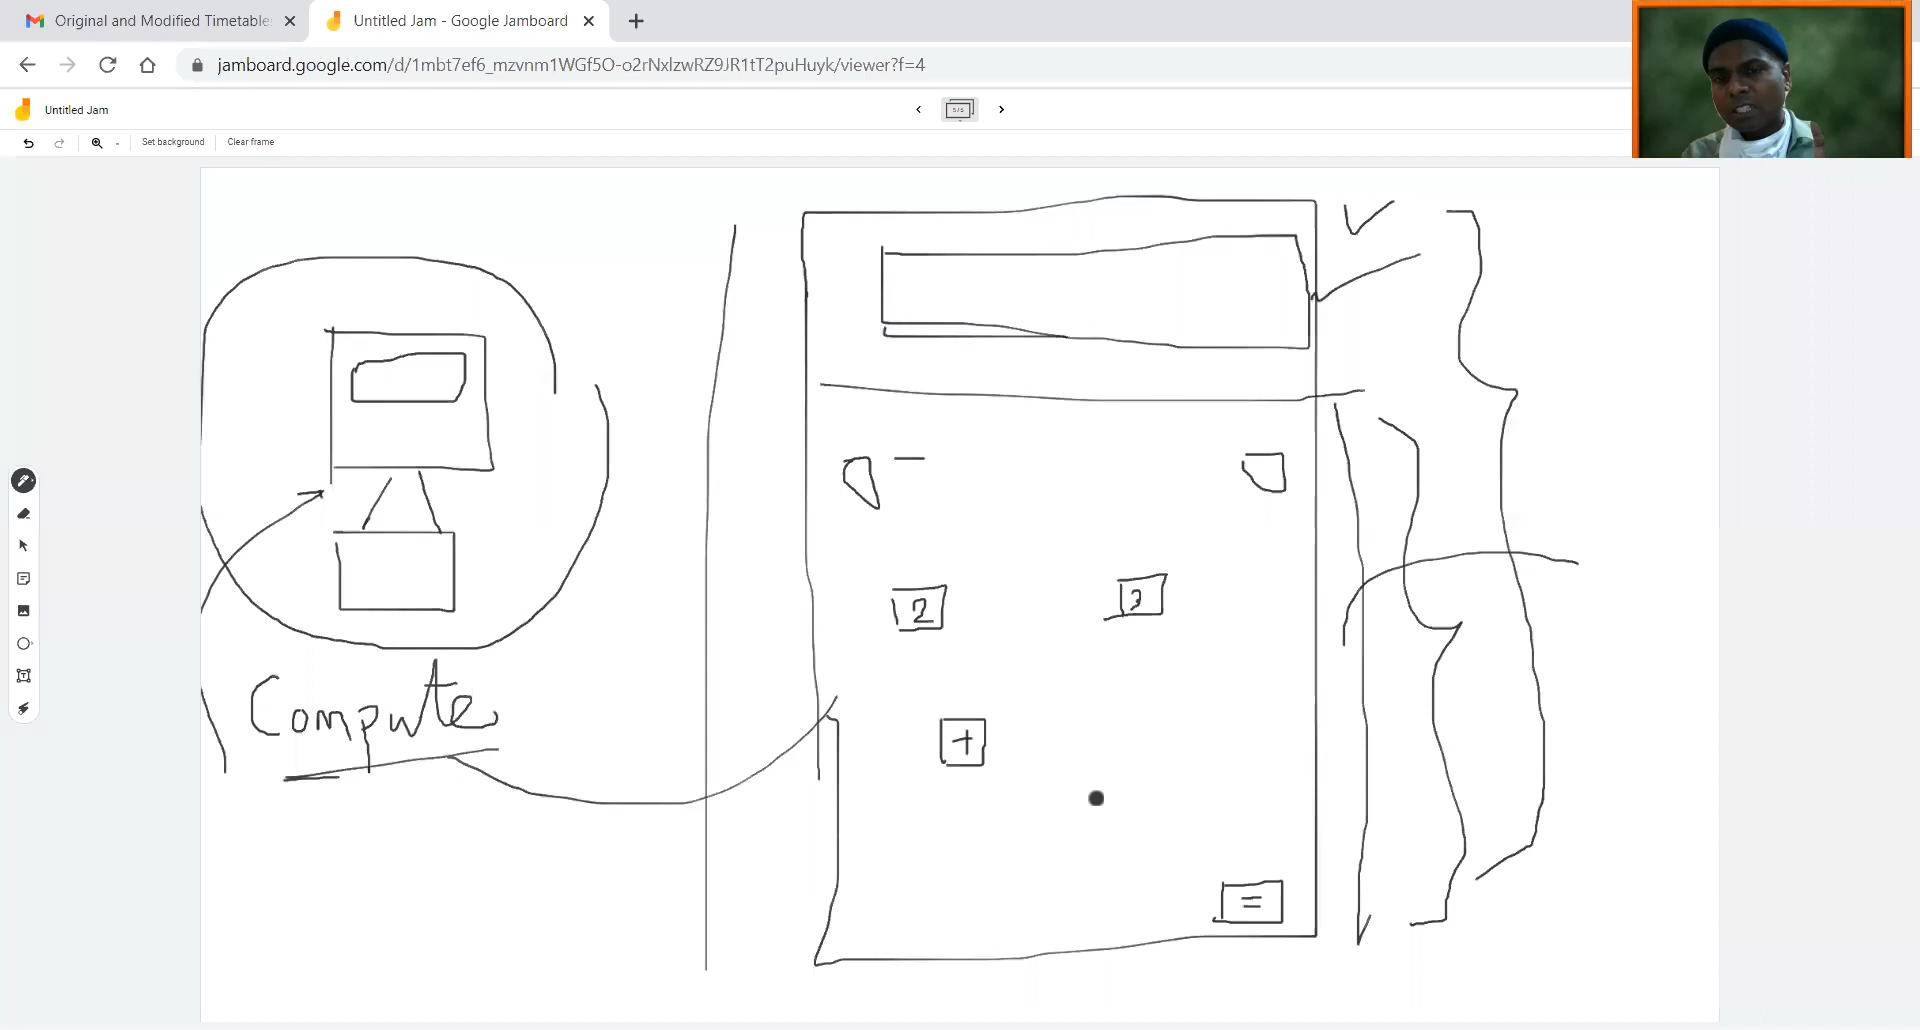 Original and Modified Timetable
Untitled Jam - Google Jamboard
jamboard.google.com/d/1mbt7ef6_mzvnm1WGf5O-o2rNxlzwRZ9JR1tT2puHuyk/viewer?f=4
Untitled Jam
Set background
Clear frame
2
3
Compute
+
=